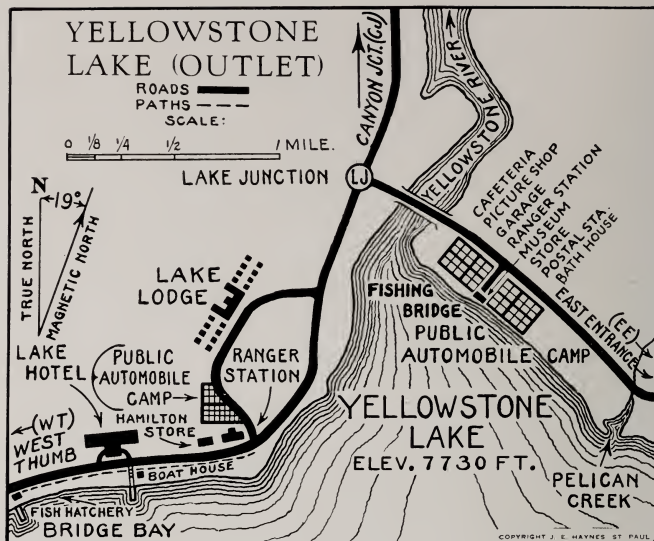 YELLOWSTONE
LAKE (OUTLET)
ROADS
PATHS
SCALE:
0 1/8 1/4 1/2 1 MILE.
CANYON JCT. (CJ)
YELLOWSTONE RIVER
LAKE JUNCTION
LJ
YELLOWSTONE RIVER
CAFETERIA
PICTURE SHOP
GARAGE
RANGER STATION
MUSEUM
STORE
POSTAL STA.
BATH HOUSE
N
19°
TRUE NORTH
MAGNETIC NORTH
LAKE
LODGE
FISHING
BRIDGE
PUBLIC
AUTOMOBILE CAMP
EAST ENTRANCE
(EE)
LAKE
HOTEL
PUBLIC
AUTOMOBILE
CAMP
RANGER
STATION
HAMILTON
STORE
(WT)
WEST
THUMB
YELLOWSTONE
LAKE
ELEV. 7730 FT.
BOAT HOUSE
PELICAN
CREEK
FISH HATCHERY
BRIDGE BAY
COPYRIGHT J. E. HAYNES ST PAUL